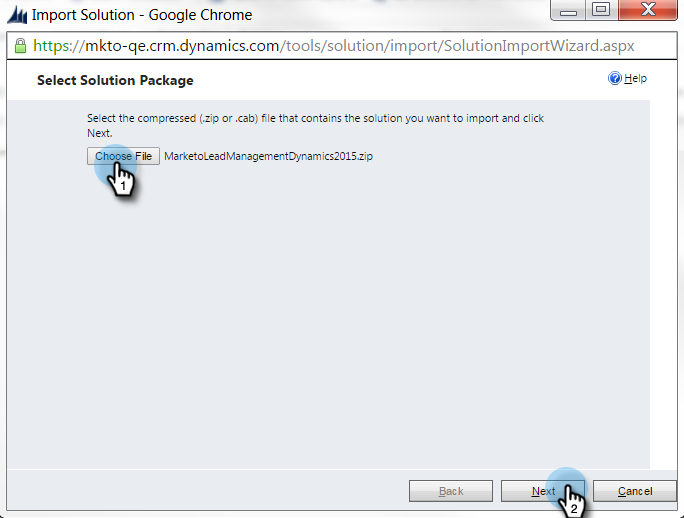 Import Solution - Google Chrome
https://mkto-qe.crm.dynamics.com/tools/solution/import/SolutionImportWizard.aspx
Select Solution Package
Help
Select the compressed (.zip or .cab) file that contains the solution you want to import and click
Next.
Choose File MarketoLeadManagementDynamics2015.zip
1
Back Next Cancel
2